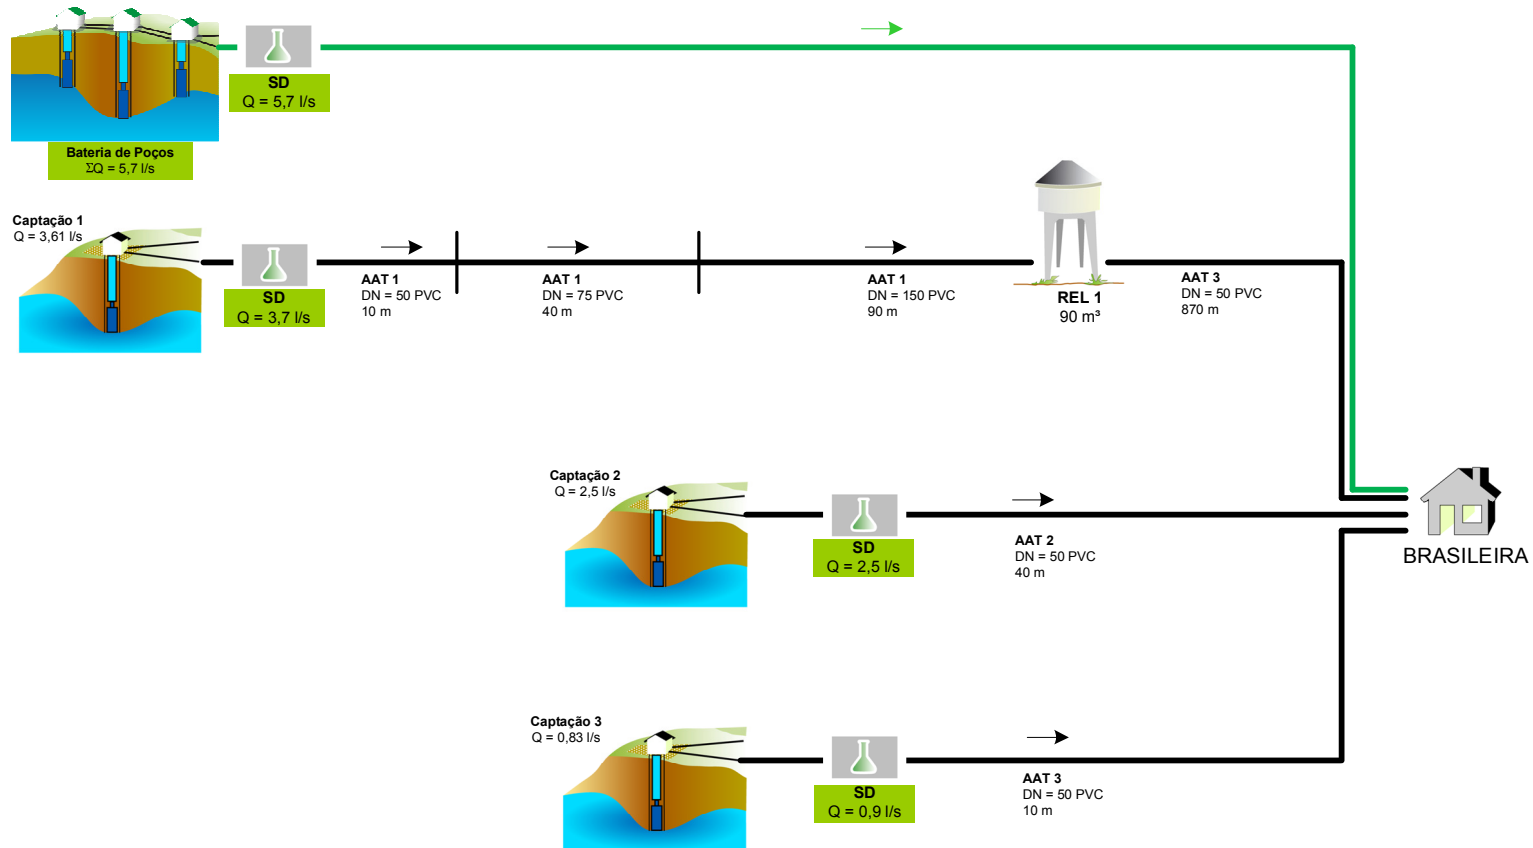 SD
Q = 5,7 l/s
Bateria de Poços
ΣQ = 5,7 l/s
Captação 1
Q = 3,61 l/s
SD
Q = 3,7 l/s
AAT 1
DN = 50 PVC
10 m
AAT 1
DN = 75 PVC
40 m
AAT 1
DN = 150 PVC
90 m
REL 1
90 m³
AAT 3
DN = 50 PVC
870 m
Captação 2
Q = 2,5 l/s
SD
Q = 2,5 l/s
AAT 2
DN = 50 PVC
40 m
BRASILEIRA
Captação 3
Q = 0,83 l/s
SD
Q = 0,9 l/s
AAT 3
DN = 50 PVC
10 m